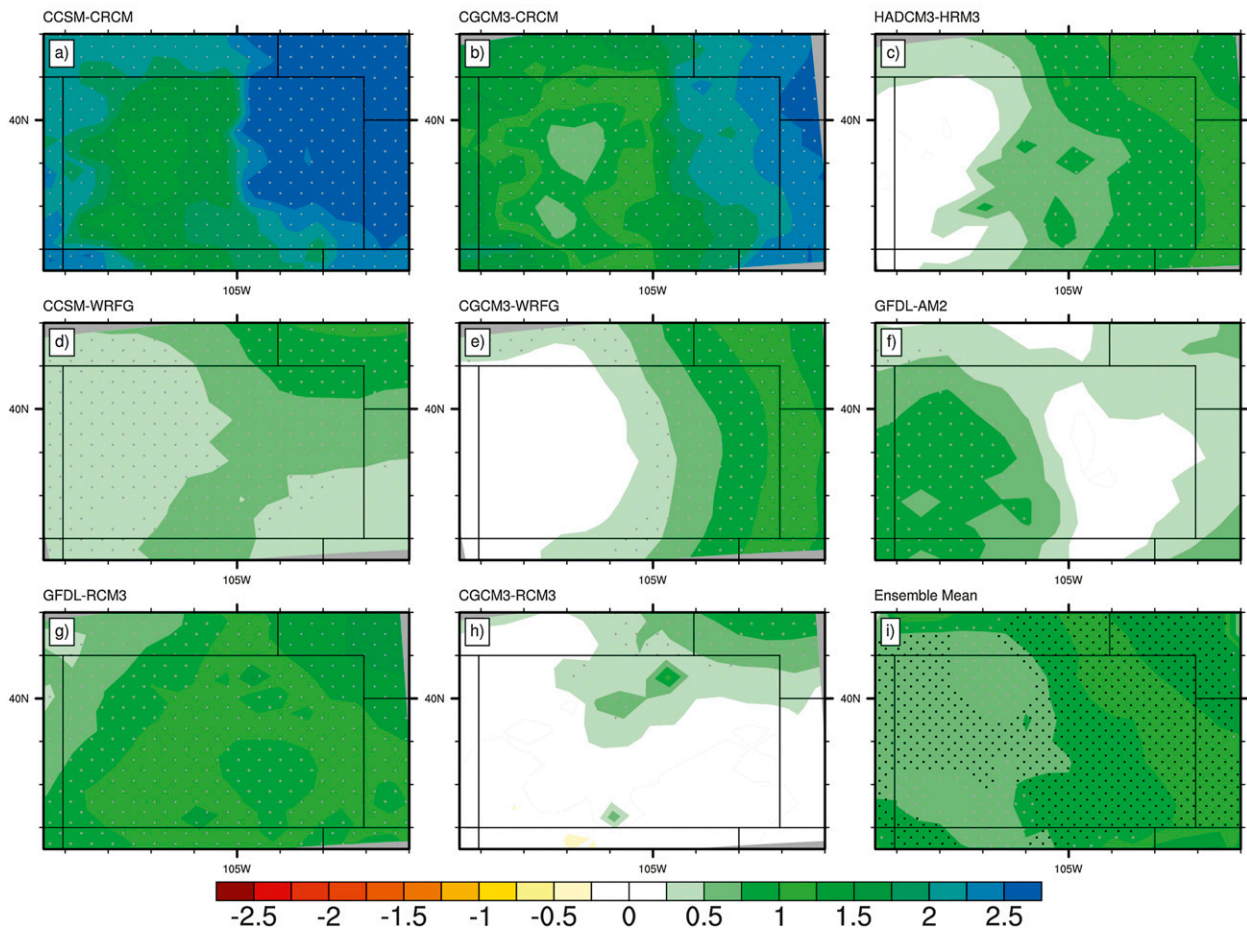 CCSM-CRCM CGCM3-CRCM HADCM3-HRM3
a) b) c)
40N 40N 40N
105W 105W 105W
CCSM-WRFG CGCM3-WRFG GFDL-AM2
d) e) f)
40N 40N 40N
105W 105W 105W
GFDL-RCM3 CGCM3-RCM3 Ensemble Mean
g) h) i)
40N 40N 40N
105W 105W 105W
-2.5 -2 -1.5 -1 -0.5 0 0.5 1 1.5 2 2.5